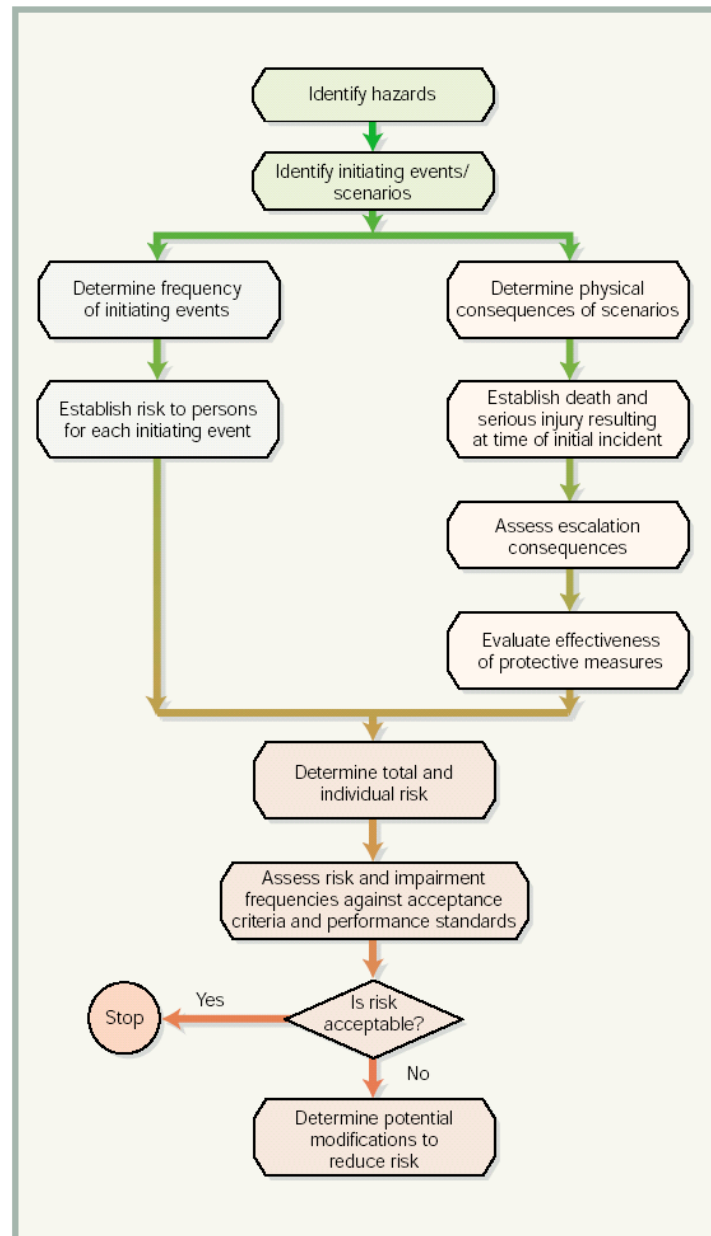 Identify hazards
Identify initiating events/
scenarios
Determine frequency
of initiating events
Determine physical
consequences of scenarios
Establish risk to persons
for each initiating event
Establish death and
serious injury resulting
at time of initial incident
Assess escalation
consequences
Evaluate effectiveness
of protective measures
Determine total and
individual risk
Assess risk and impairment
frequencies against acceptance
criteria and performance standards
Is risk
acceptable?
Yes
Stop
No
Determine potential
modifications to
reduce risk